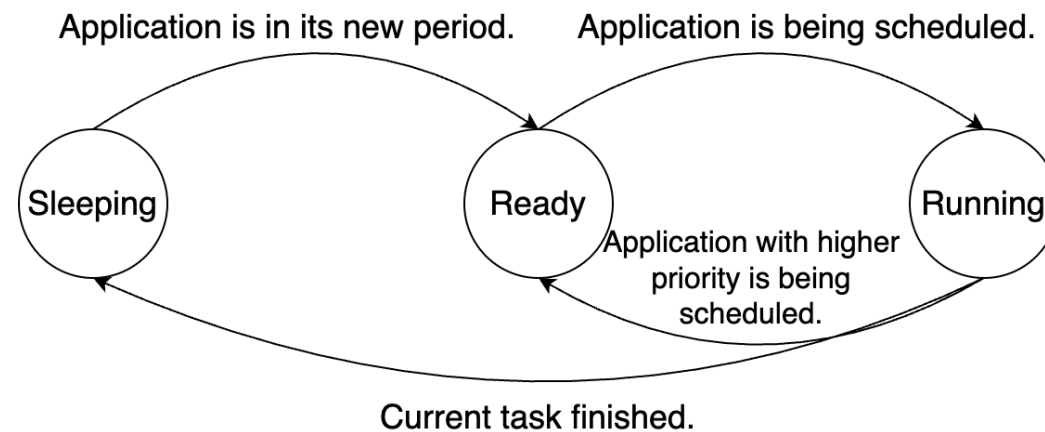 Application is in its new period.
Application is being scheduled.
Sleeping
Ready
Running
Application with higher
priority is being
scheduled.
Current task finished.